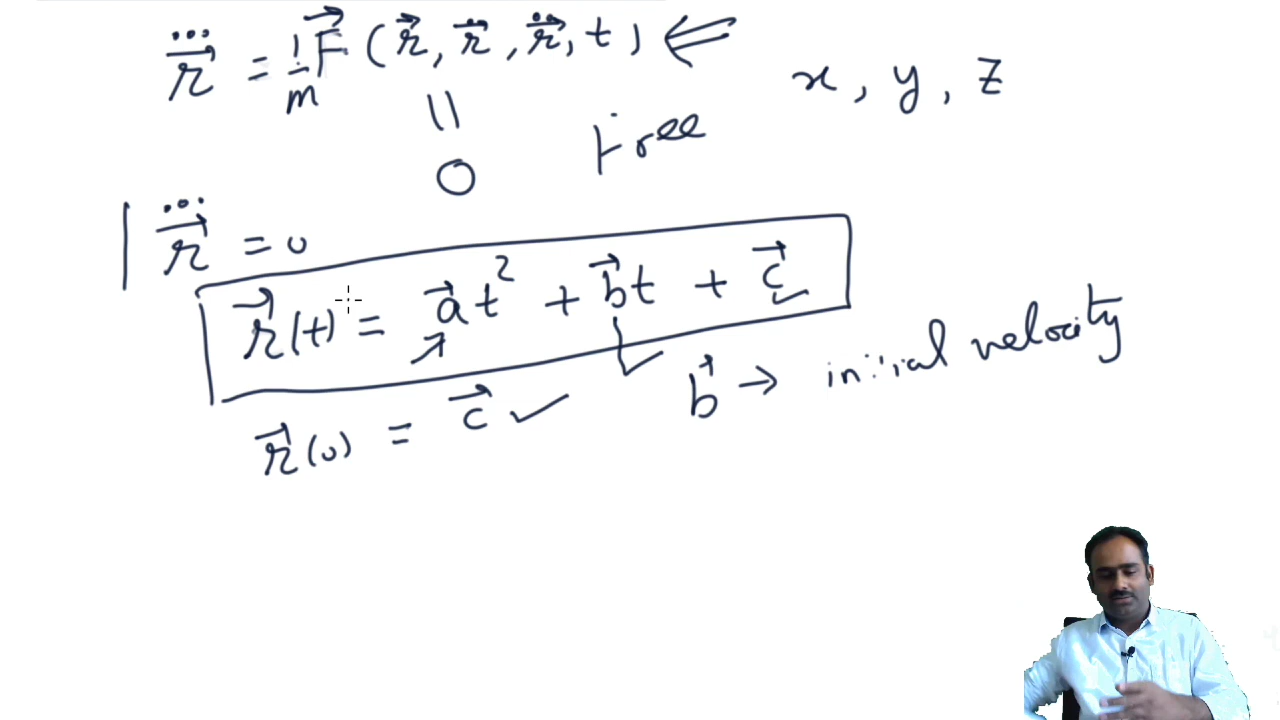 r⃗⃛ = 1/m F⃗ (r⃗, ṙ⃗, r̈⃗, t) ⇐
x, y, z
||
0
Free
| r⃗⃛ = 0
r⃗(t) = a⃗t² + b⃗t + c⃗
b⃗ → initial velocity
r⃗(0) = c⃗ ✓